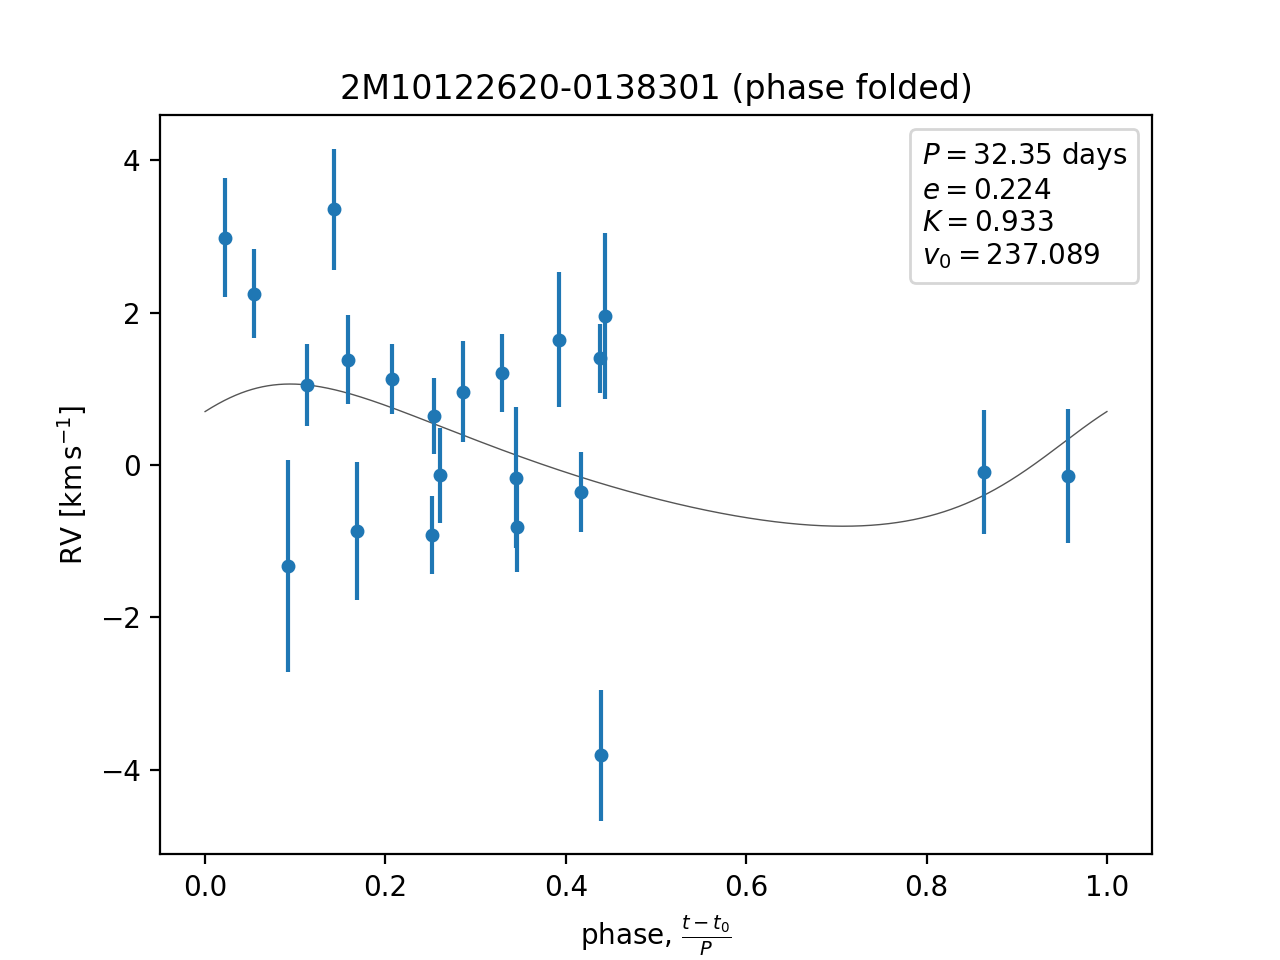 2M10122620-0138301 (phase folded)
P = 32.35 days
e = 0.224
K = 0.933
v₀ = 237.089
4
2
0
−2
−4
RV [km s⁻¹]
0.0 0.2 0.4 0.6 0.8 1.0
phase, (t − t₀)/P